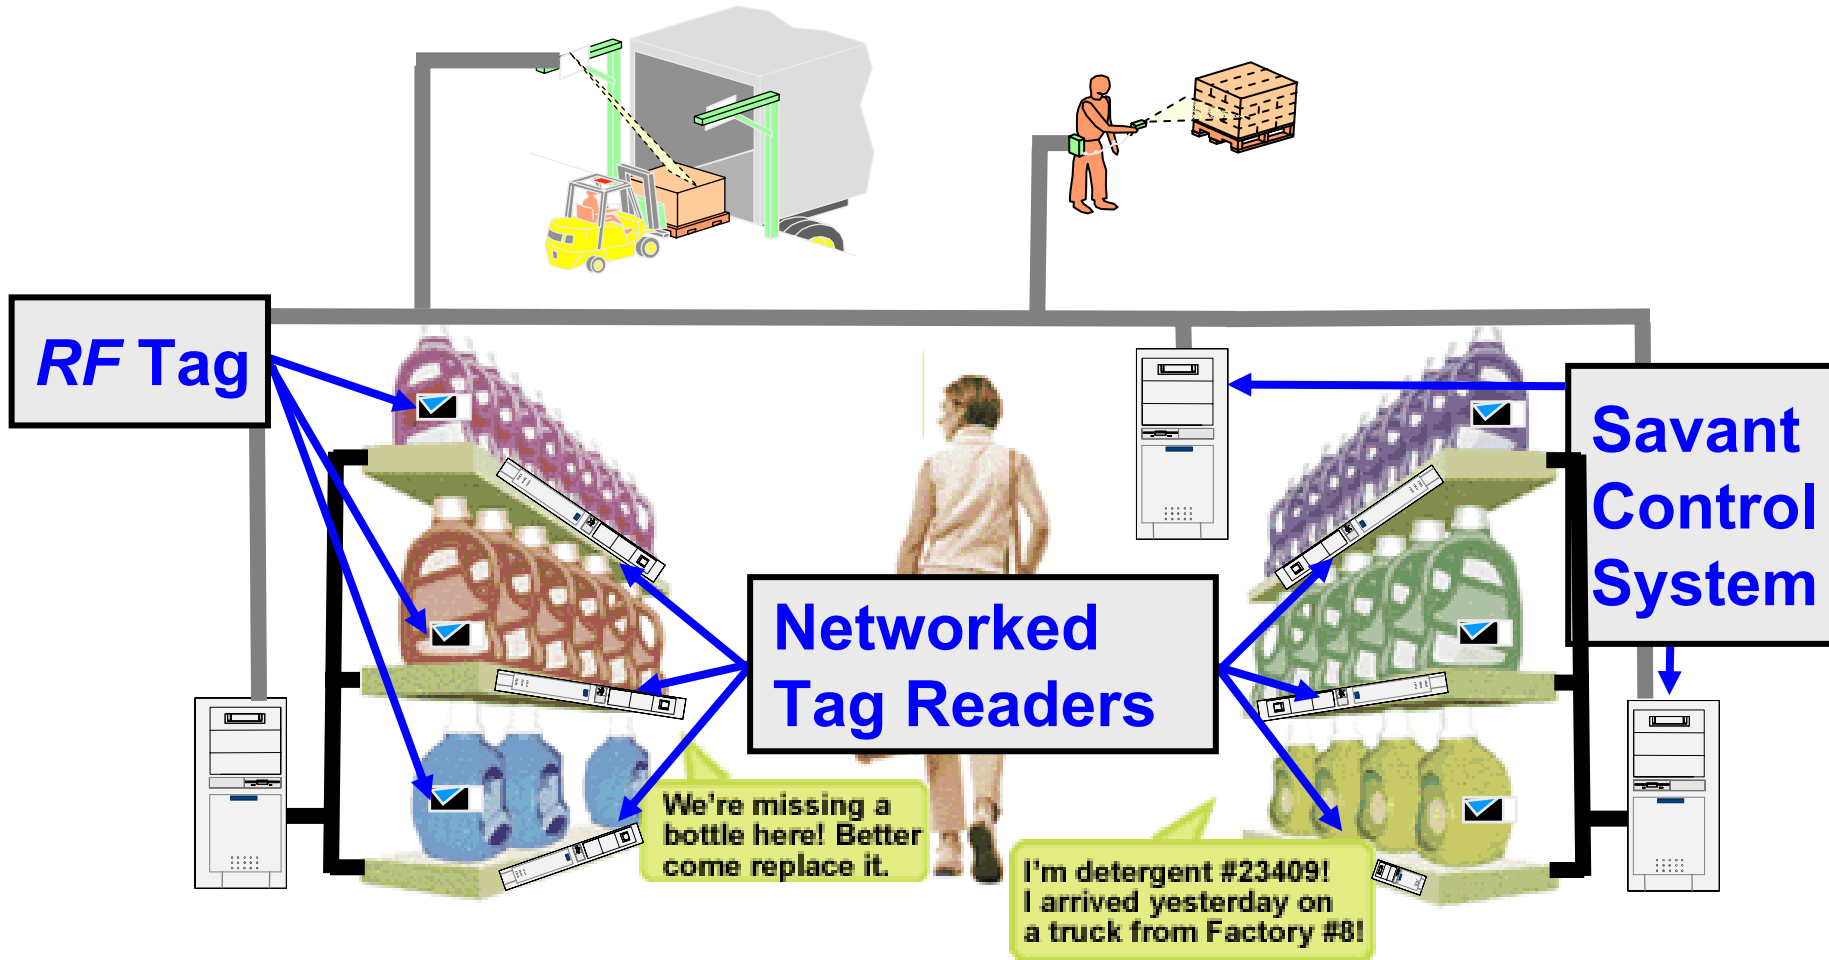 RF Tag
Savant
Control
System
Networked
Tag Readers
We're missing a
bottle here! Better
come replace it.
I'm detergent #23409!
I arrived yesterday on
a truck from Factory #8!